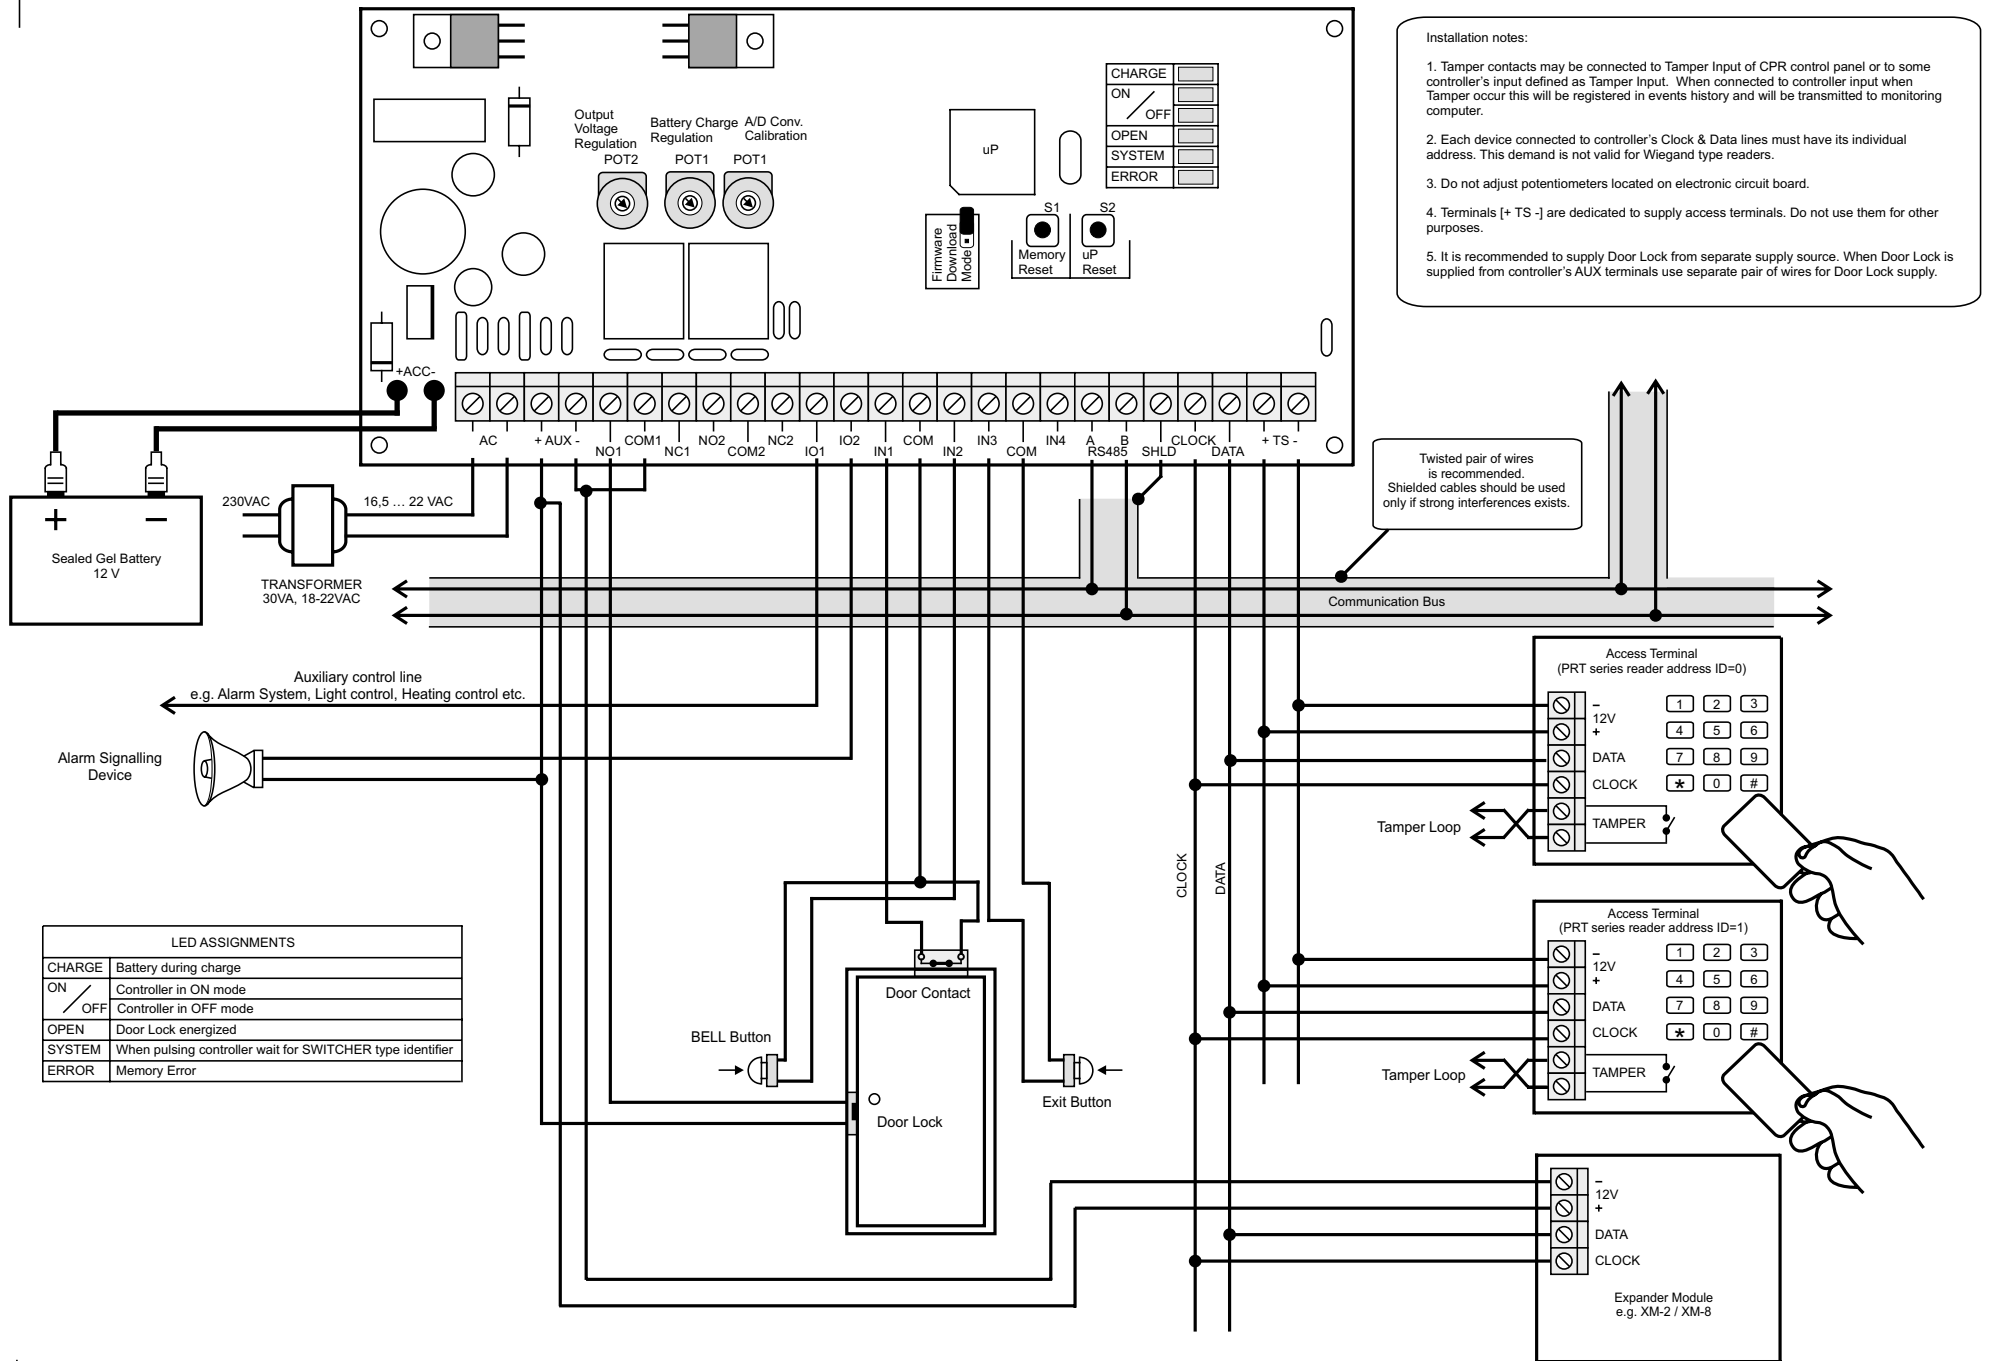 Installation notes:
1. Tamper contacts may be connected to Tamper Input of CPR control panel or to some
controller's input defined as Tamper Input. When connected to controller input when
Tamper occur this will be registered in events history and will be transmitted to monitoring
computer.
2. Each device connected to controller's Clock & Data lines must have its individual
address. This demand is not valid for Wiegand type readers.
3. Do not adjust potentiometers located on electronic circuit board.
4. Terminals [+ TS -] are dedicated to supply access terminals. Do not use them for other
purposes.
5. It is recommended to supply Door Lock from separate supply source. When Door Lock is
supplied from controller's AUX terminals use separate pair of wires for Door Lock supply.
CHARGE
ON
OFF
OPEN
SYSTEM
ERROR
Output
Voltage
Regulation
POT2
Battery Charge
Regulation
POT1
A/D Conv.
Calibration
POT1
uP
Firmware
Download
Mode
S1
Memory
Reset
S2
uP
Reset
+ACC-
AC
+ AUX -
NO1
COM1
NC1
NO2
COM2
NC2
IO1
IO2
IN1
COM
IN2
IN3
COM
IN4
A
B
RS485
SHLD
CLOCK
DATA
+ TS -
Twisted pair of wires
is recommended.
Shielded cables should be used
only if strong interferences exists.
+
−
Sealed Gel Battery
12 V
230VAC
16,5 ... 22 VAC
TRANSFORMER
30VA, 18-22VAC
Communication Bus
Auxiliary control line
e.g. Alarm System, Light control, Heating control etc.
Alarm Signalling
Device
Access Terminal
(PRT series reader address ID=0)
−
12V
+
DATA
CLOCK
TAMPER
1 2 3
4 5 6
7 8 9
* 0 #
Tamper Loop
CLOCK
DATA
Access Terminal
(PRT series reader address ID=1)
−
12V
+
DATA
CLOCK
TAMPER
1 2 3
4 5 6
7 8 9
* 0 #
Tamper Loop
LED ASSIGNMENTS
CHARGE Battery during charge
ON Controller in ON mode
OFF Controller in OFF mode
OPEN Door Lock energized
SYSTEM When pulsing controller wait for SWITCHER type identifier
ERROR Memory Error
Door Contact
BELL Button
Door Lock
Exit Button
−
12V
+
DATA
CLOCK
Expander Module
e.g. XM-2 / XM-8